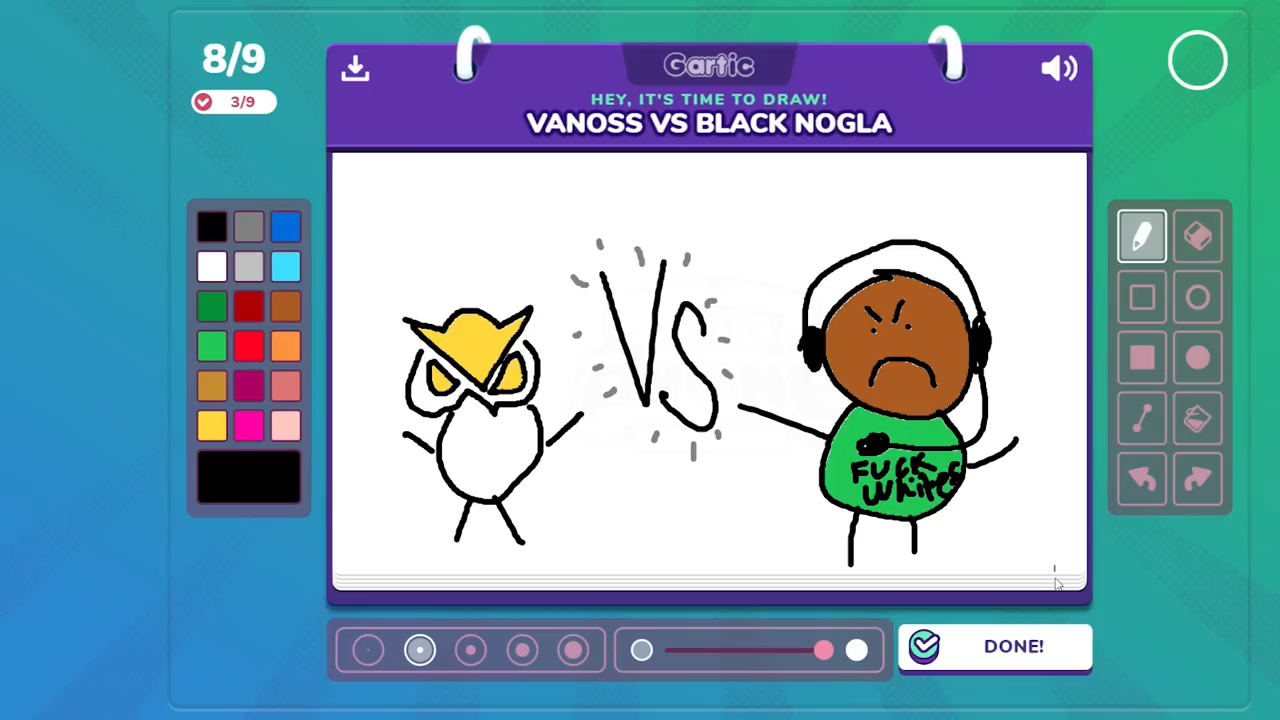 8/9
3/9
Gartic
HEY, IT'S TIME TO DRAW!
VANOSS VS BLACK NOGLA
VS
FUCK
WHITES
DONE!